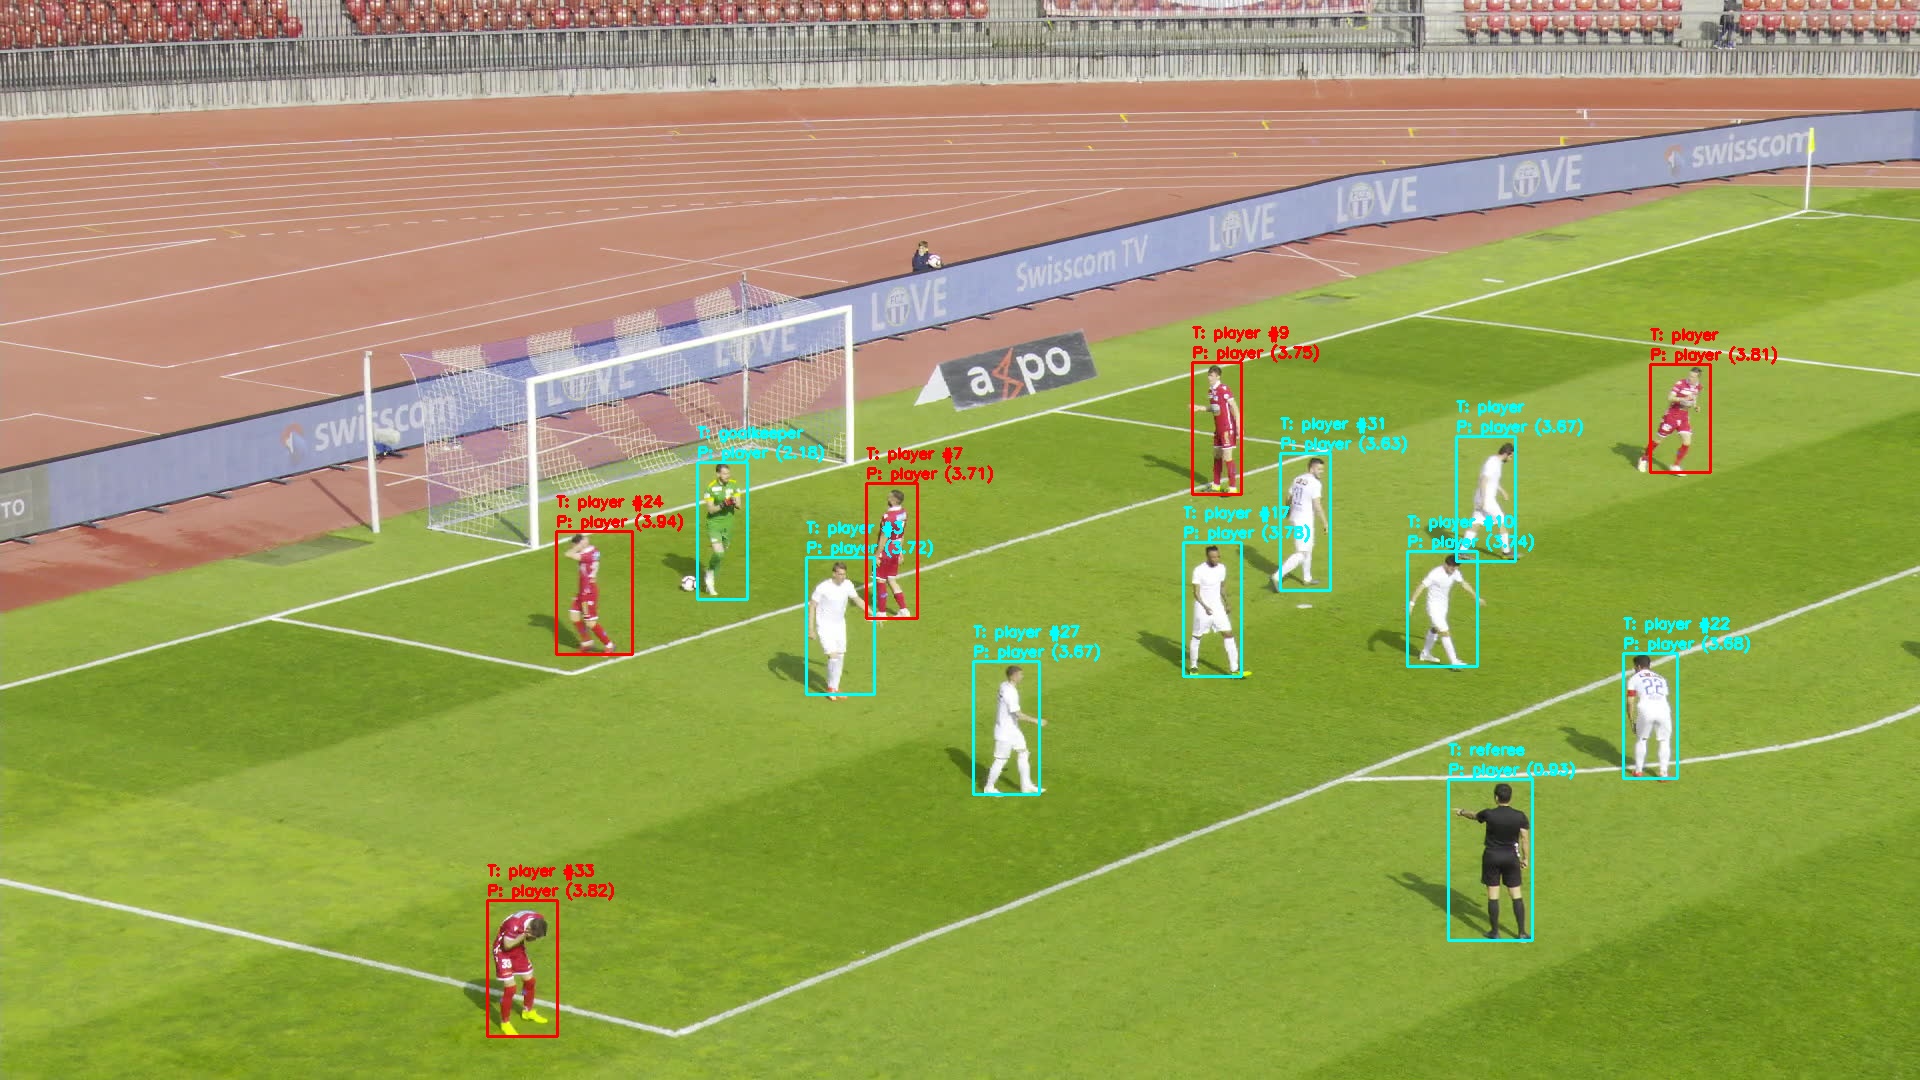 swisscom
LOVE
LOVE
LOVE
Swisscom TV
LOVE
LOVE
LOVE
swisscom
TO
axpo
T: player #9
P: player (3.75)
T: player
P: player (3.81)
T: player #31
P: player (3.63)
T: player
P: player (3.67)
T: goalkeeper
P: player (2.18)
T: player #7
P: player (3.71)
T: player #24
P: player (3.94)
T: player
P: player (3.72)
T: player #17
P: player (3.78)
T: player #10
P: player (3.74)
T: player #27
P: player (3.67)
T: player #22
P: player (3.68)
22
T: referee
P: player (0.93)
T: player #33
P: player (3.82)
33